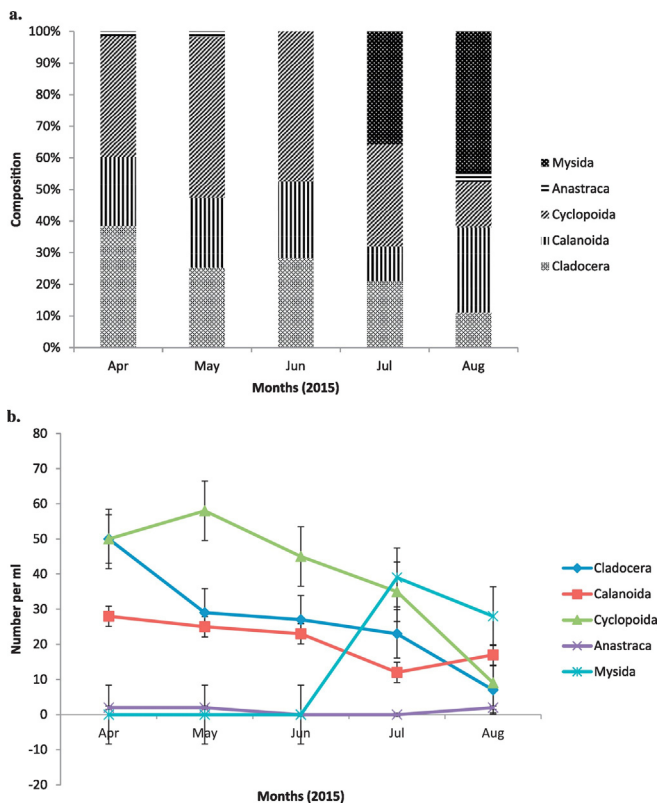 a.
100%
90%
80%
70%
60%
50%
40%
30%
20%
10%
0%
Composition
Apr May Jun Jul Aug
Months (2015)
Mysida
Anastraca
Cyclopoida
Calanoida
Cladocera
b.
80
70
60
50
40
30
20
10
0
-10
-20
Number per ml
Apr May Jun Jul Aug
Months (2015)
Cladocera
Calanoida
Cyclopoida
Anastraca
Mysida